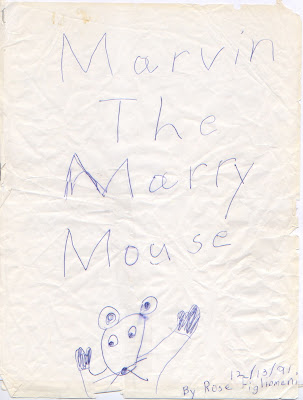 Marvin
The
Marry
Mouse
12/13/91.
By Rose